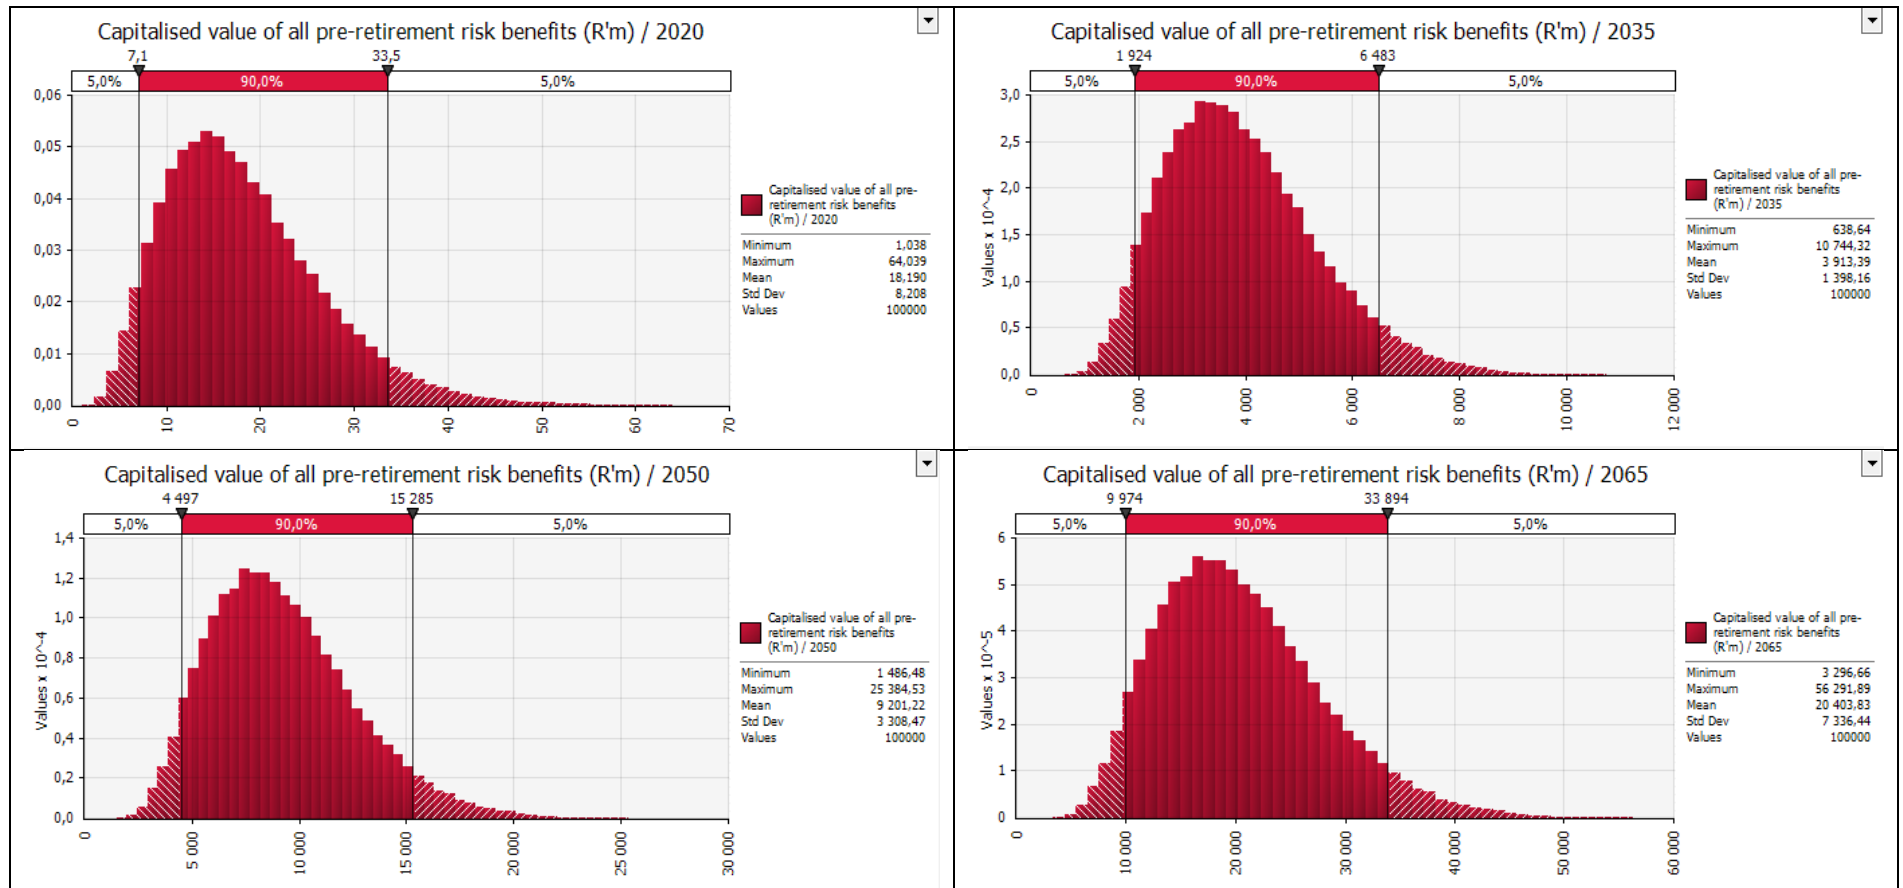 Capitalised value of all pre-retirement risk benefits (R'm) / 2020
7,1 33,5
5,0% 90,0% 5,0%
0,06
0,05
0,04
0,03
0,02
0,01
0,00
0 10 20 30 40 50 60 70
Capitalised value of all pre-
retirement risk benefits
(R'm) / 2020
Minimum 1,038
Maximum 64,039
Mean 18,190
Std Dev 8,208
Values 100000
Capitalised value of all pre-retirement risk benefits (R'm) / 2035
1 924 6 483
5,0% 90,0% 5,0%
Values x 10^-4
3,0
2,5
2,0
1,5
1,0
0,5
0,0
0 2 000 4 000 6 000 8 000 10 000 12 000
Capitalised value of all pre-
retirement risk benefits
(R'm) / 2035
Minimum 638,64
Maximum 10 744,32
Mean 3 913,39
Std Dev 1 398,16
Values 100000
Capitalised value of all pre-retirement risk benefits (R'm) / 2050
4 497 15 285
5,0% 90,0% 5,0%
Values x 10^-4
1,4
1,2
1,0
0,8
0,6
0,4
0,2
0,0
0 5 000 10 000 15 000 20 000 25 000 30 000
Capitalised value of all pre-
retirement risk benefits
(R'm) / 2050
Minimum 1 486,48
Maximum 25 384,53
Mean 9 201,22
Std Dev 3 308,47
Values 100000
Capitalised value of all pre-retirement risk benefits (R'm) / 2065
9 974 33 894
5,0% 90,0% 5,0%
Values x 10^-5
6
5
4
3
2
1
0
0 10 000 20 000 30 000 40 000 50 000 60 000
Capitalised value of all pre-
retirement risk benefits
(R'm) / 2065
Minimum 3 296,66
Maximum 56 291,89
Mean 20 403,83
Std Dev 7 336,44
Values 100000